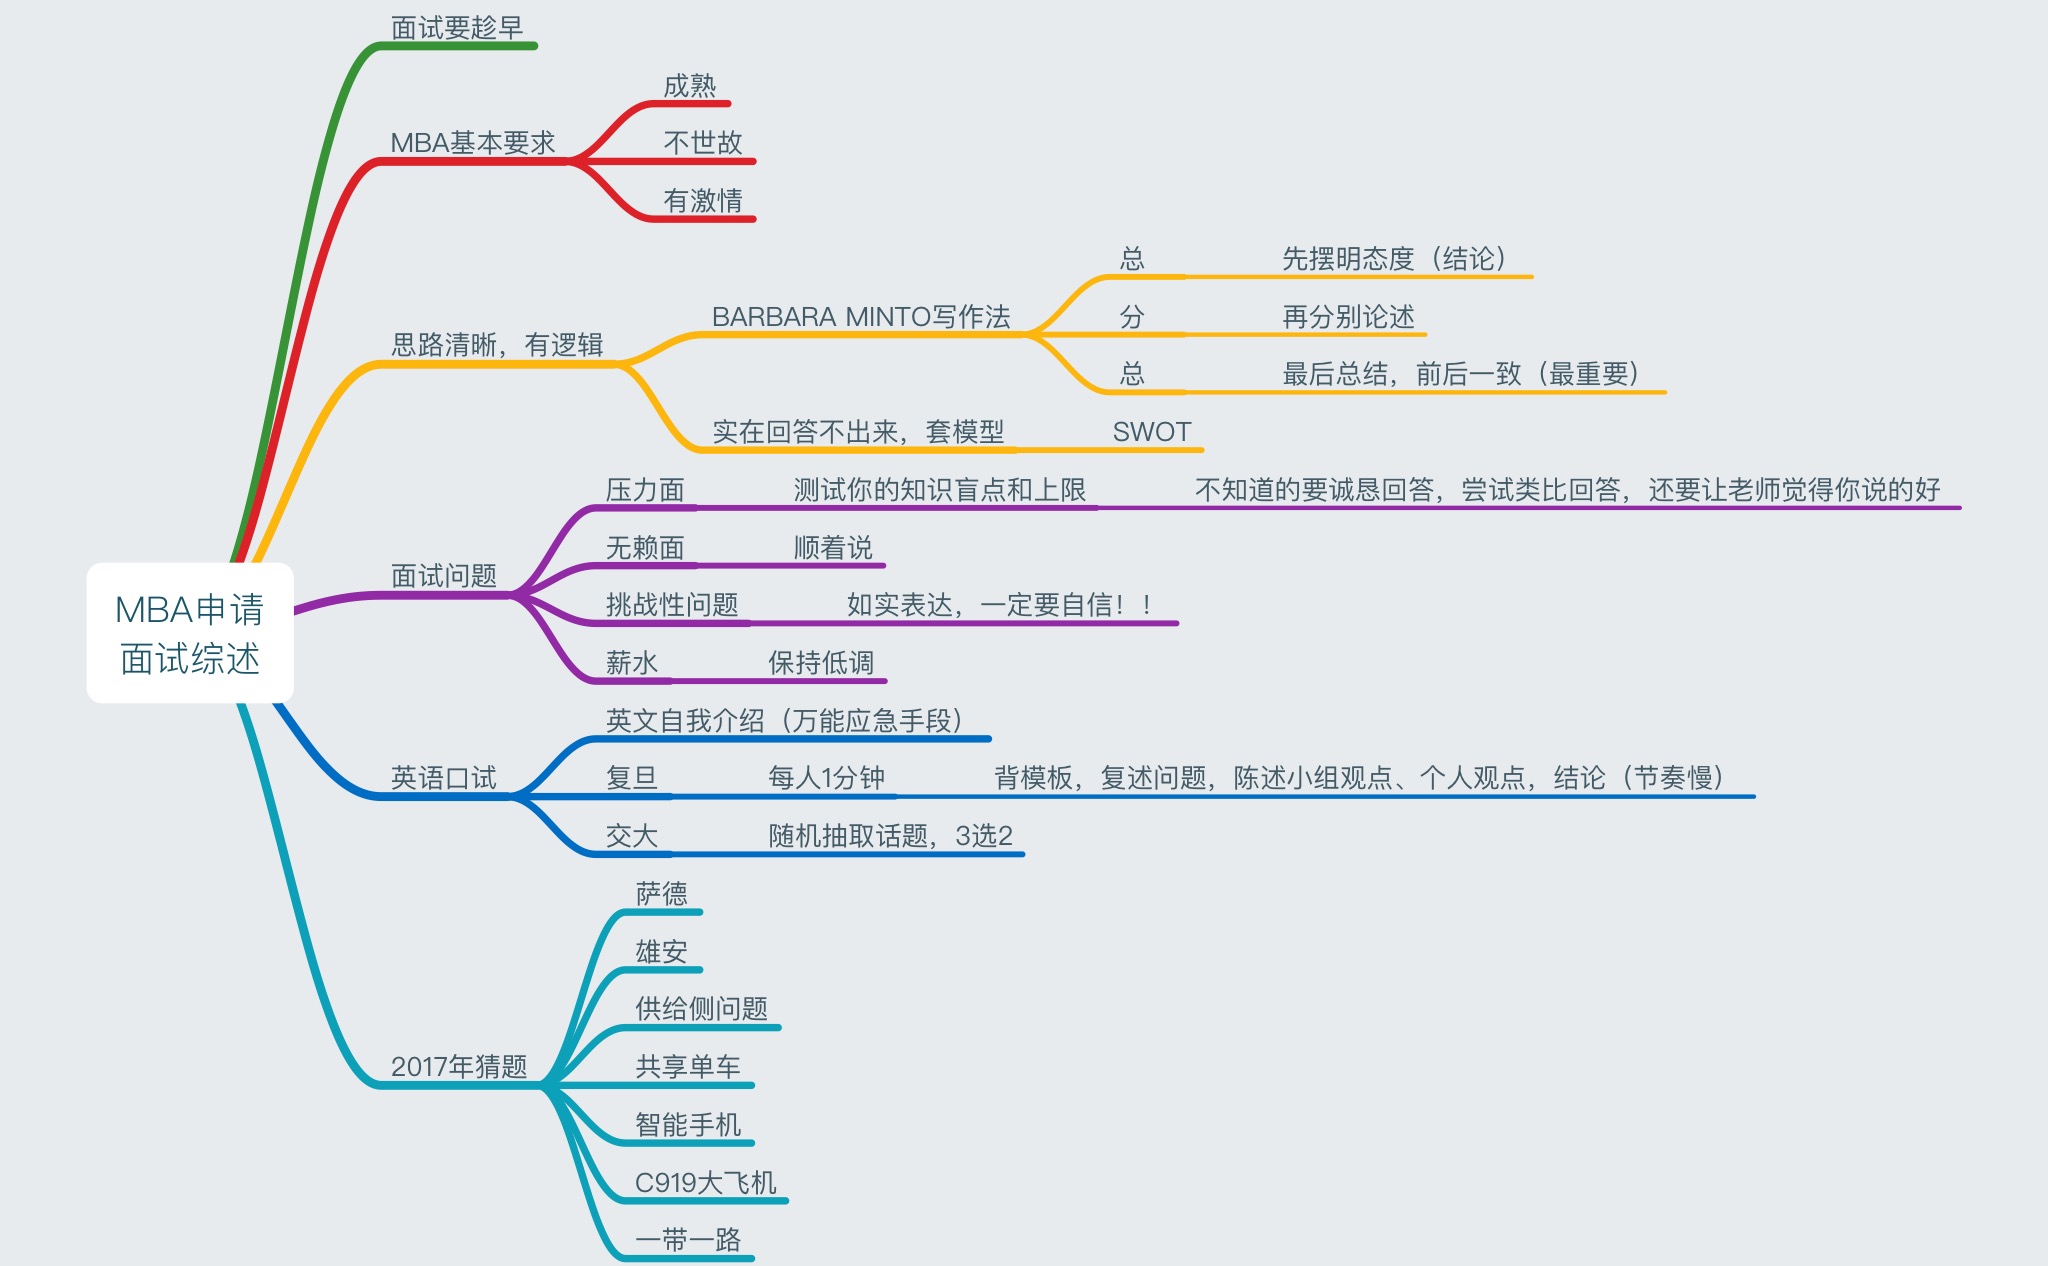 面试要趁早
成熟
MBA基本要求
不世故
有激情
总
先摆明态度（结论）
BARBARA MINTO写作法
分
再分别论述
思路清晰，有逻辑
总
最后总结，前后一致（最重要）
实在回答不出来，套模型
SWOT
压力面
测试你的知识盲点和上限
不知道的要诚恳回答，尝试类比回答，还要让老师觉得你说的好
无赖面
顺着说
面试问题
挑战性问题
如实表达，一定要自信！！
MBA申请
面试综述
薪水
保持低调
英文自我介绍（万能应急手段）
英语口试
复旦
每人1分钟
背模板，复述问题，陈述小组观点、个人观点，结论（节奏慢）
交大
随机抽取话题，3选2
萨德
雄安
供给侧问题
2017年猜题
共享单车
智能手机
C919大飞机
一带一路